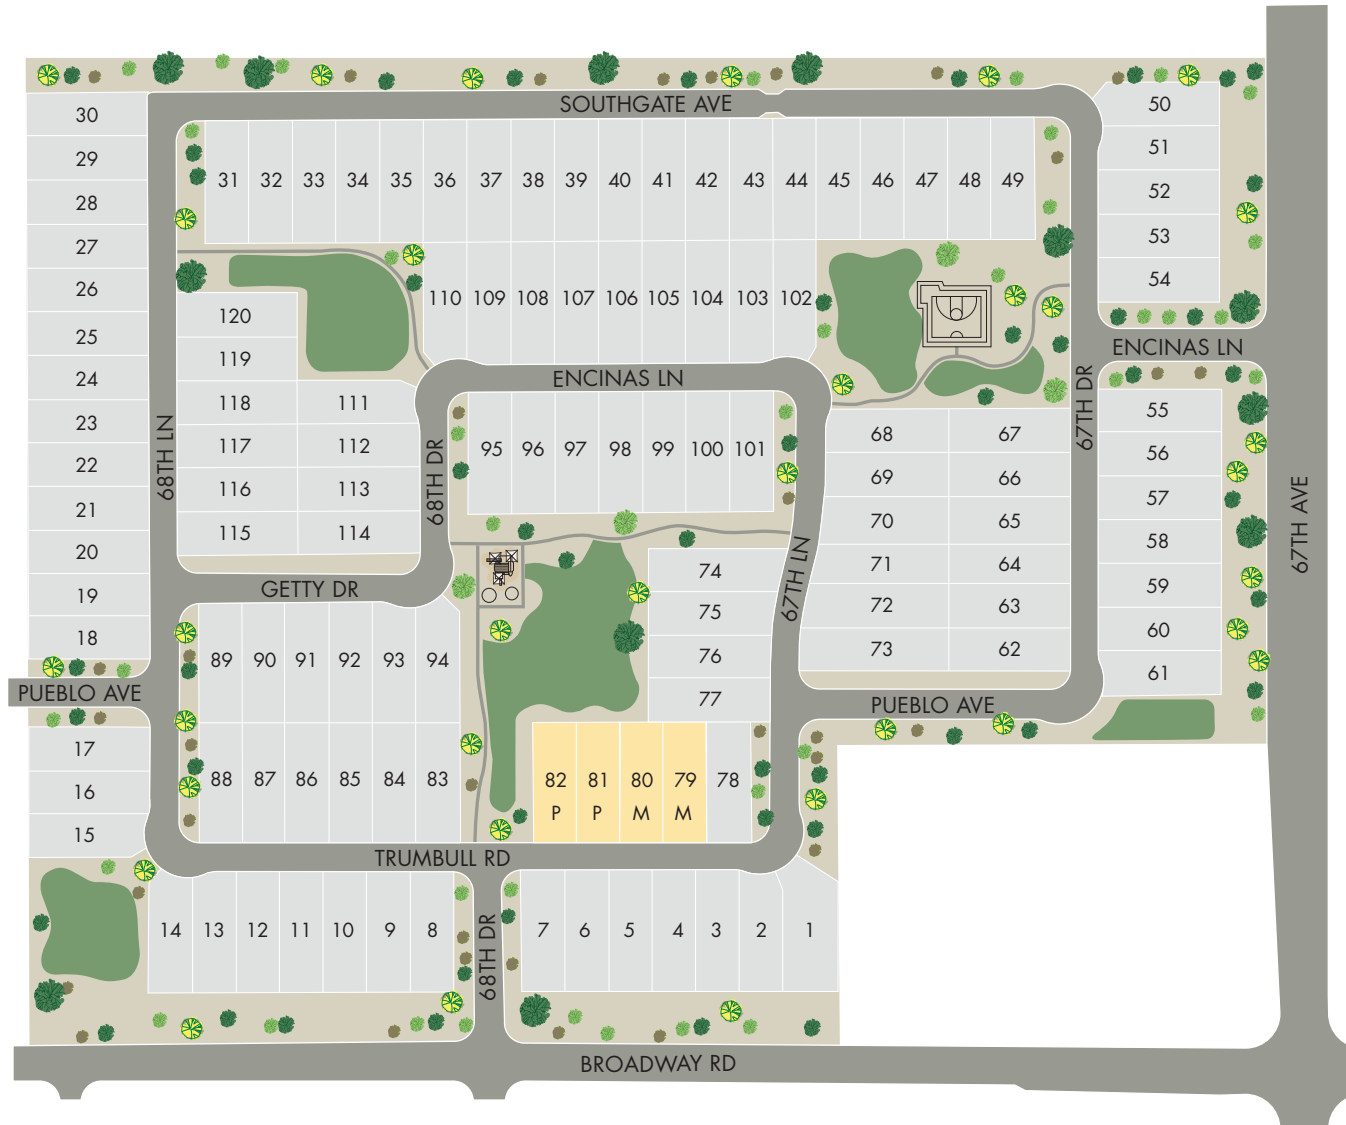 SOUTHGATE AVE
30
29
28
27
26
25
24
23
22
21
20
19
18
31 32 33 34 35 36 37 38 39 40 41 42 43 44 45 46 47 48 49
50
51
52
53
54
110 109 108 107 106 105 104 103 102
120
119
118 111
117 112
116 113
115 114
ENCINAS LN
ENCINAS LN
68TH LN
68TH DR
67TH DR
67TH AVE
67TH LN
95 96 97 98 99 100 101
68 67
69 66
70 65
71 64
72 63
73 62
55
56
57
58
59
60
61
74
75
76
77
GETTY DR
89 90 91 92 93 94
88 87 86 85 84 83
PUEBLO AVE
PUEBLO AVE
17
16
15
82 81 80 79 78
P P M M
TRUMBULL RD
14 13 12 11 10 9 8
68TH DR
7 6 5 4 3 2 1
BROADWAY RD